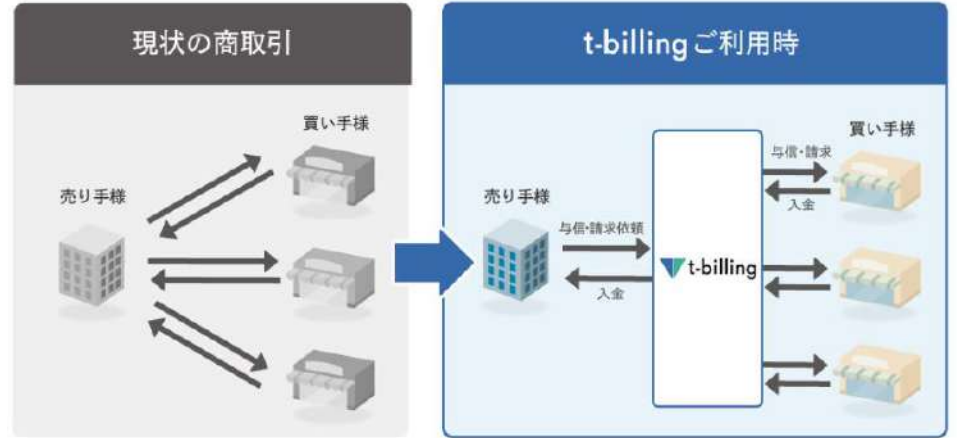 現状の商取引
買い手様
売り手様
t-billingご利用時
買い手様
与信・請求
入金
売り手様
与信・請求依頼
入金
t-billing